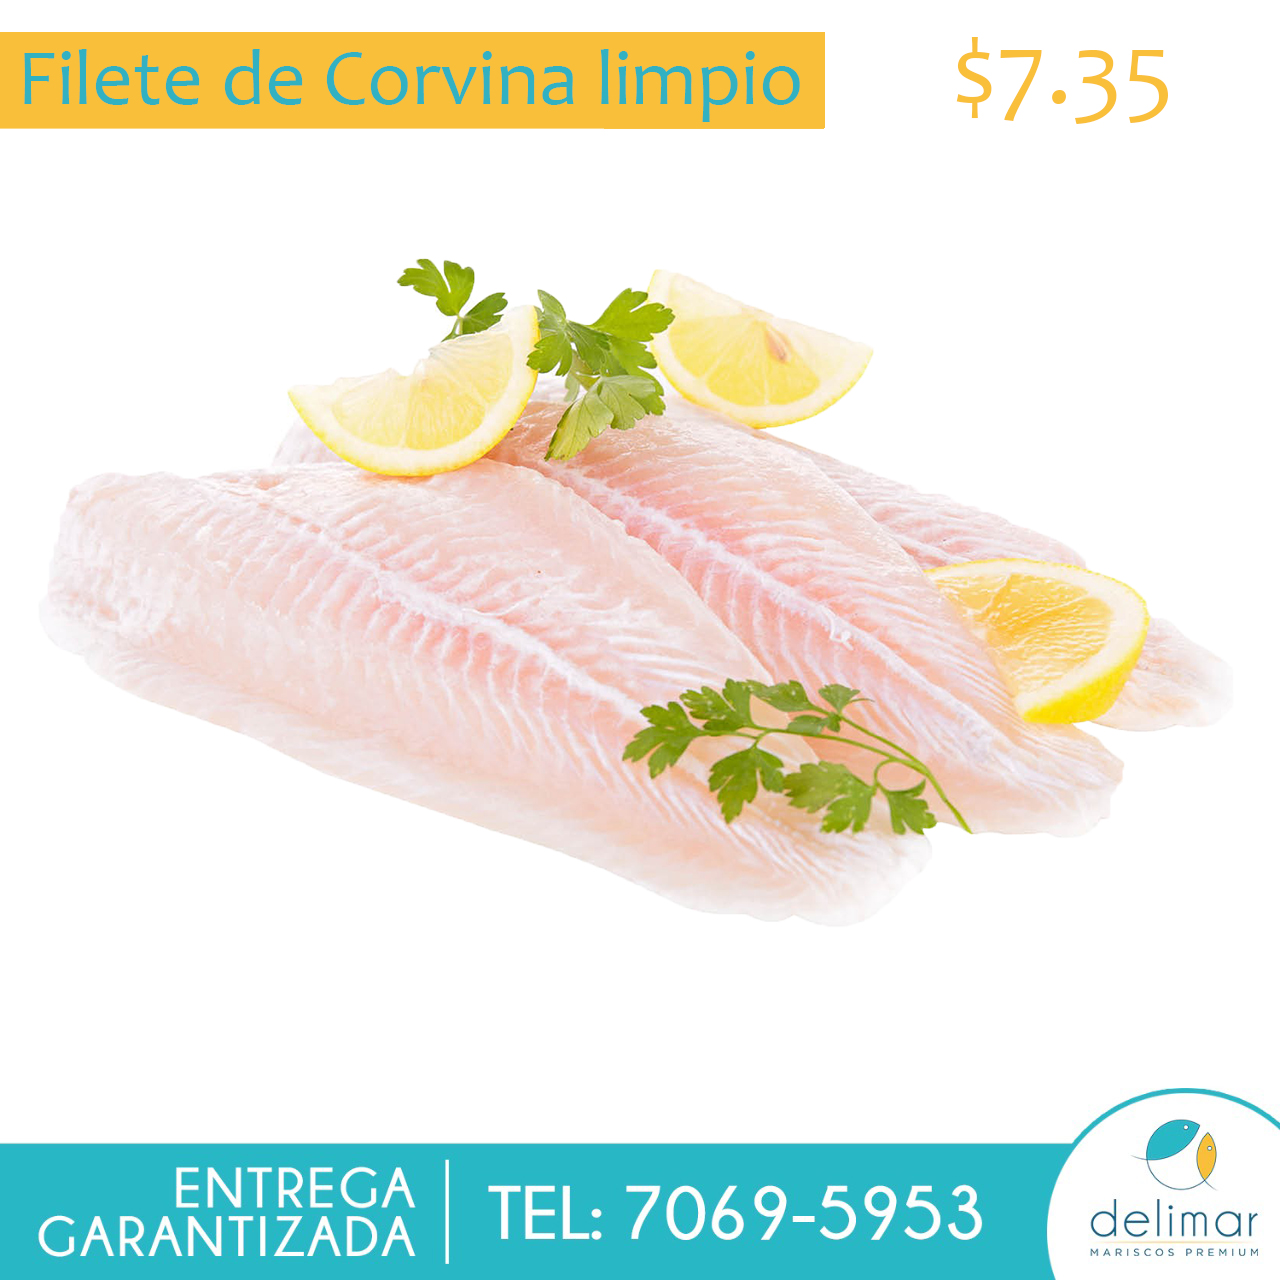 Filete de Corvina limpio
$7.35
ENTREGA
GARANTIZADA
TEL: 7069-5953
delimar
MARISCOS PREMIUM